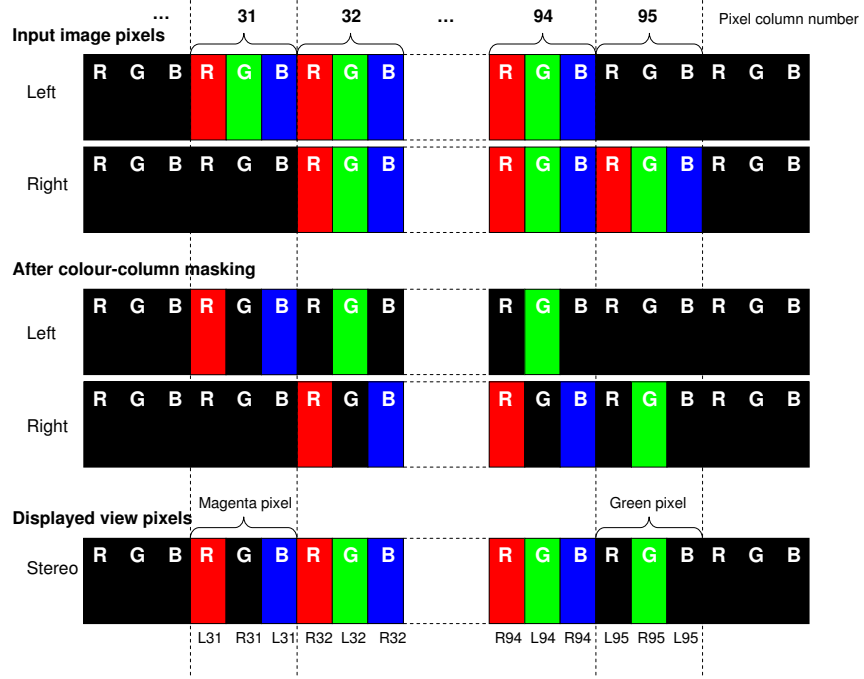 ... 31 32 ... 94 95 Pixel column number
Input image pixels
Left R G B R G B R G B R G B R G B R G B
Right R G B R G B R G B R G B R G B R G B
After colour-column masking
Left R G B R G B R G B R G B R G B R G B
Right R G B R G B R G B R G B R G B R G B
Magenta pixel Green pixel
Displayed view pixels
Stereo R G B R G B R G B R G B R G B R G B
L31 R31 L31 R32 L32 R32 R94 L94 R94 L95 R95 L95